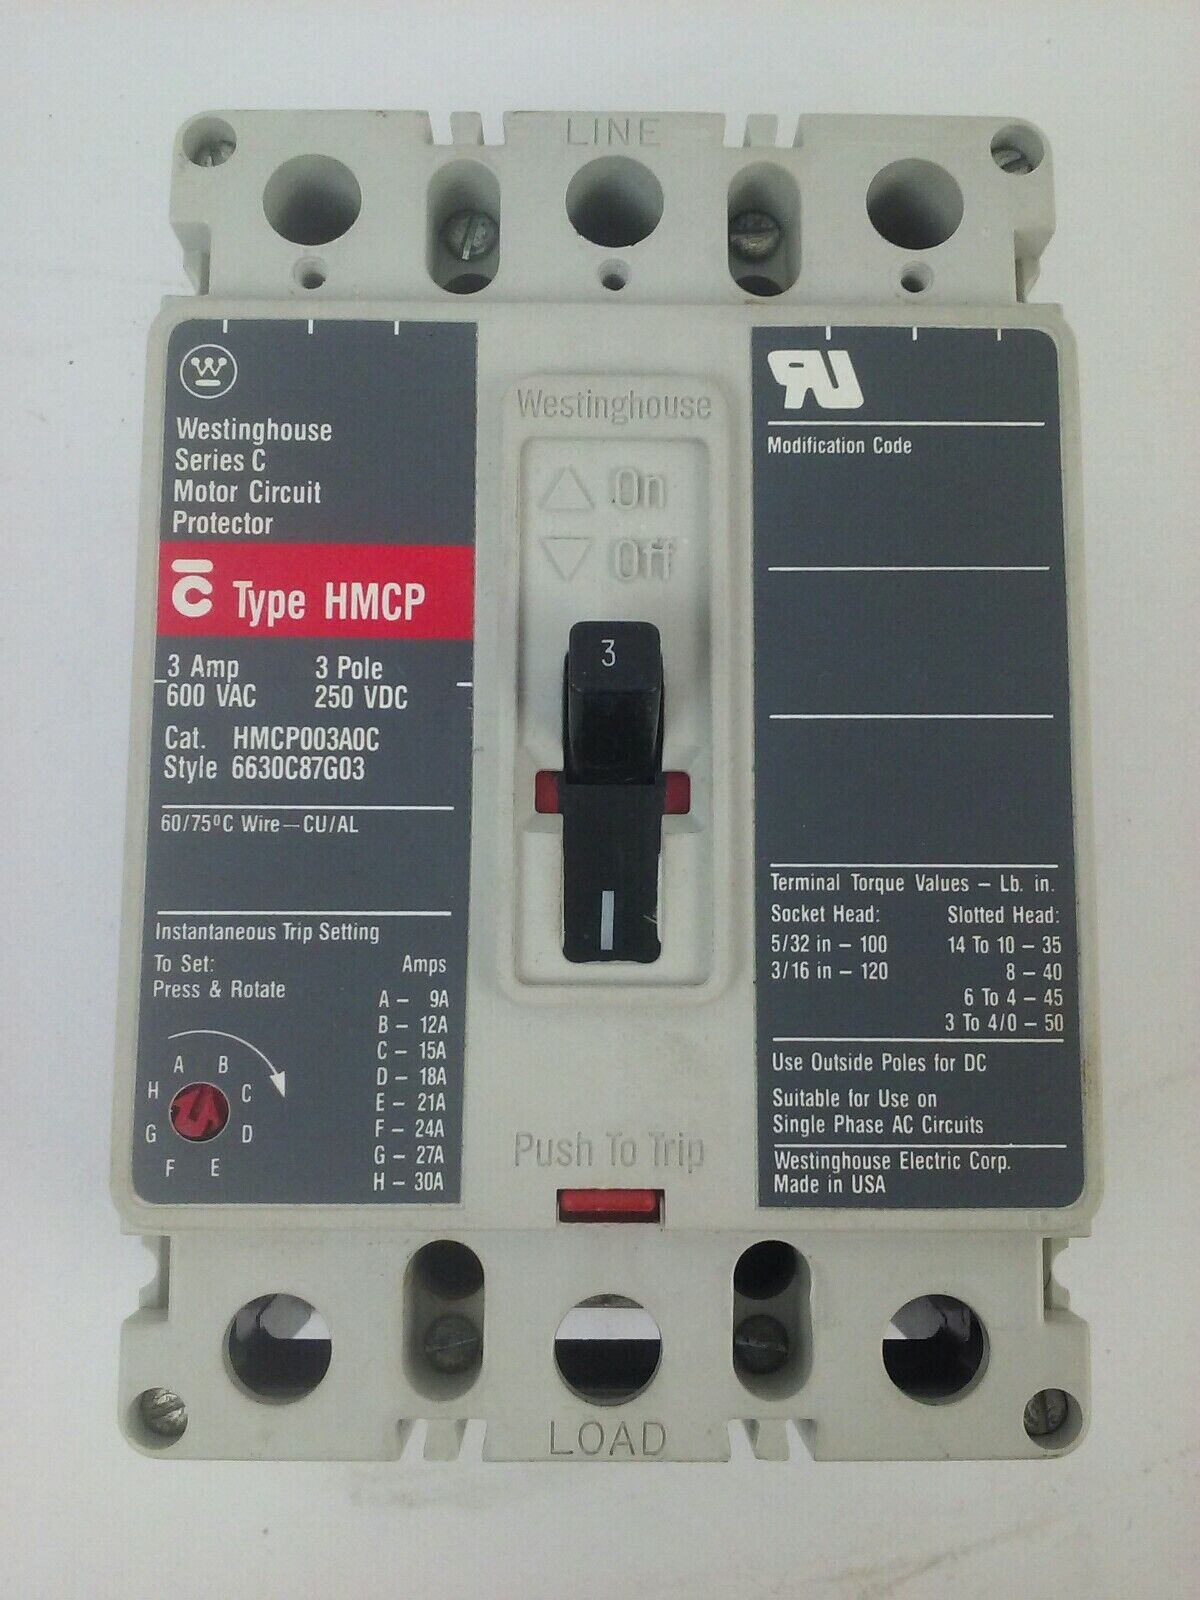 LINE
Westinghouse
Series C
Motor Circuit
Protector
C Type HMCP
3 Amp 3 Pole
600 VAC 250 VDC
Cat. HMCP003A0C
Style 6630C87G03
60/75ºC Wire—CU/AL
Instantaneous Trip Setting
To Set: Amps
Press & Rotate
A – 9A
B – 12A
C – 15A
D – 18A
E – 21A
F – 24A
G – 27A
H – 30A
A B
H C
G D
F E
Westinghouse
On
Off
3
Push To Trip
Modification Code
Terminal Torque Values – Lb. in.
Socket Head: Slotted Head:
5/32 in – 100 14 To 10 – 35
3/16 in – 120 8 – 40
6 To 4 – 45
3 To 4/0 – 50
Use Outside Poles for DC
Suitable for Use on
Single Phase AC Circuits
Westinghouse Electric Corp.
Made in USA
LOAD